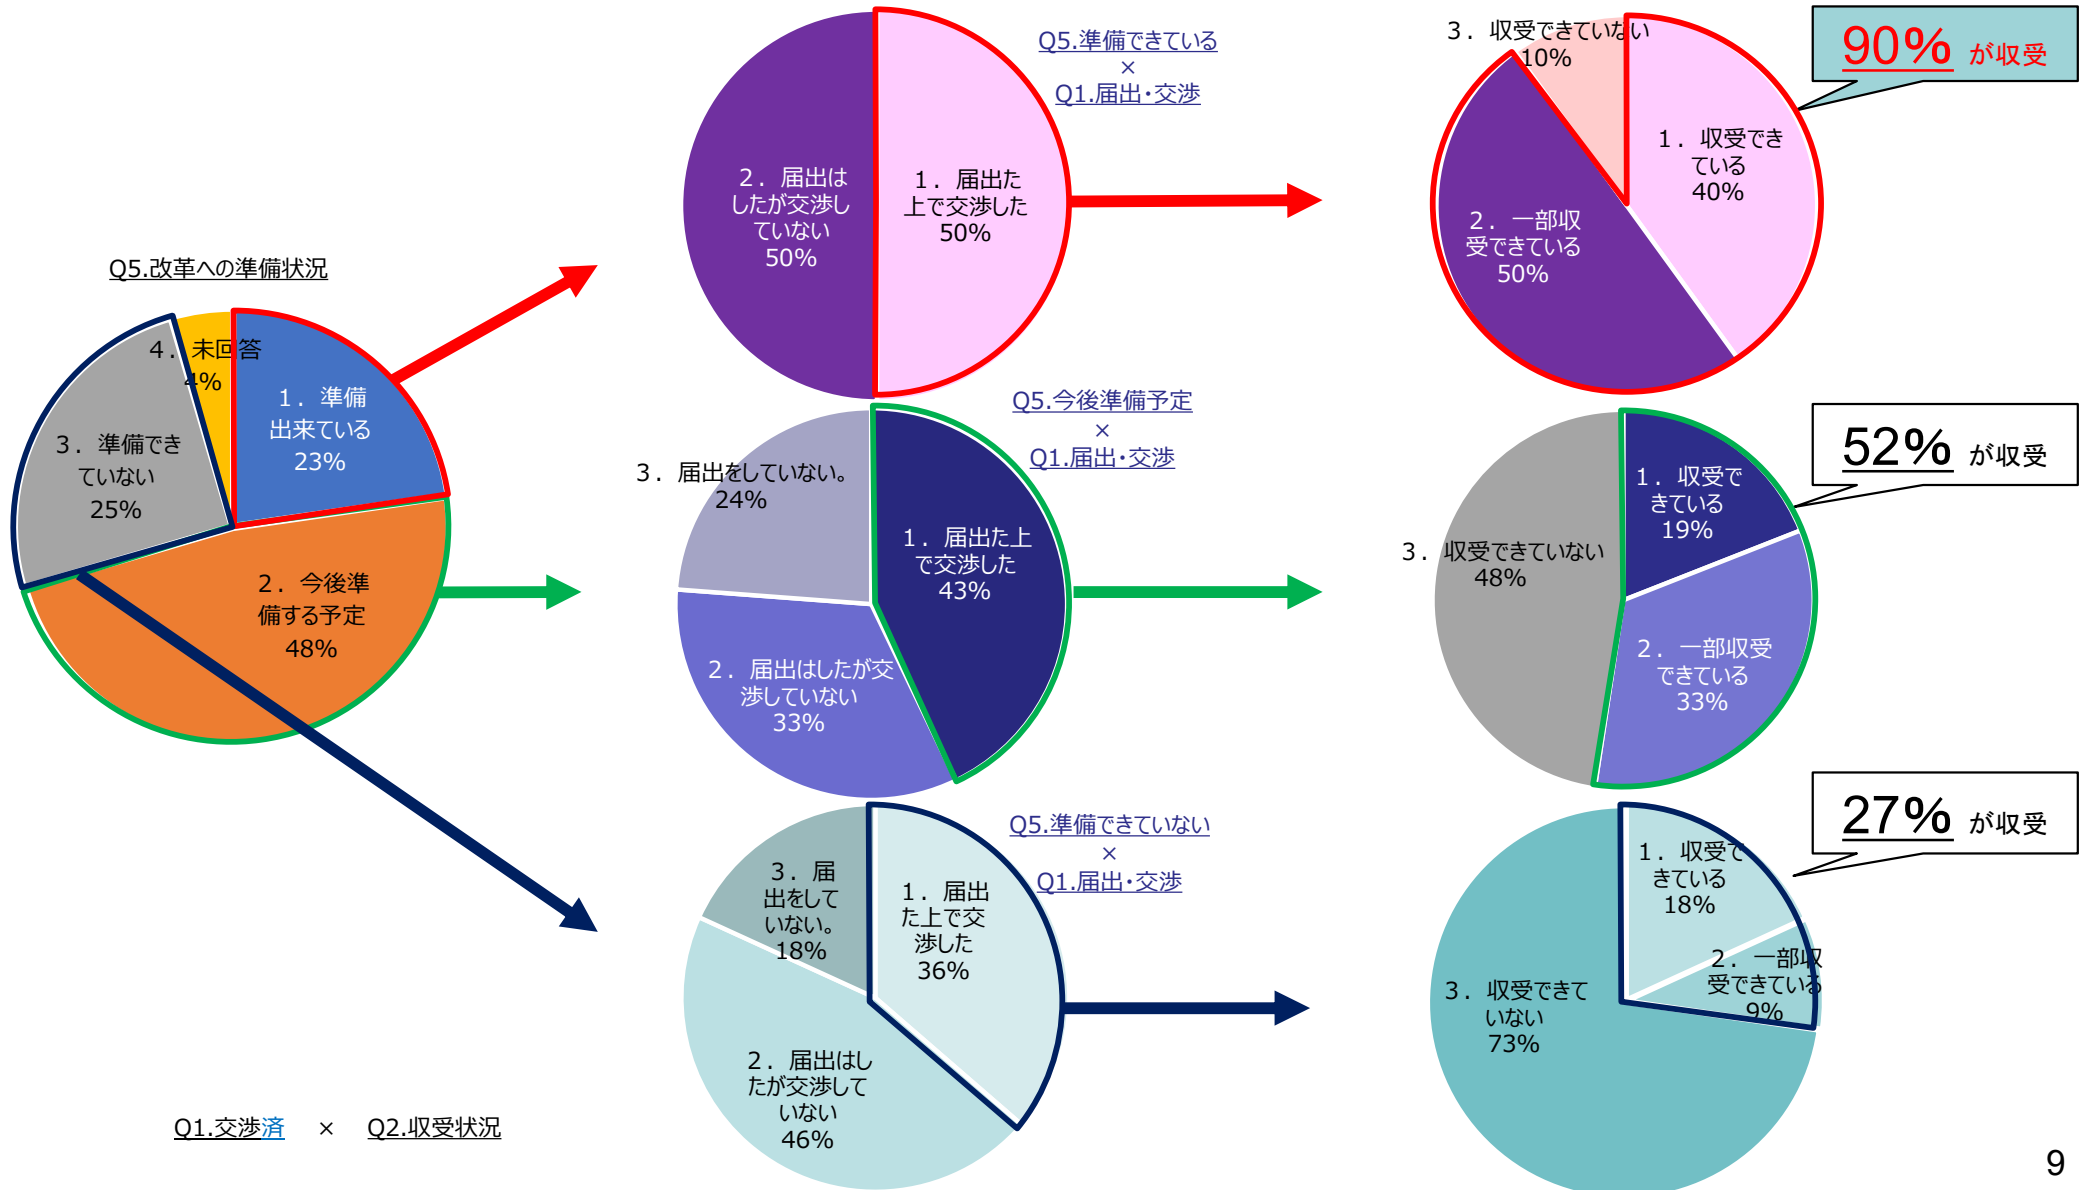 Q5.改革への準備状況
4．未回答
4%
1．準備
出来ている
23%
3．準備でき
ていない
25%
2．今後準
備する予定
48%
Q1.交渉済 × Q2.収受状況
Q5.準備できている
×
Q1.届出・交渉
2．届出は
したが交渉し
ていない
50%
1．届出た
上で交渉した
50%
3．収受できていない
10%
1．収受でき
ている
40%
2．一部収
受できている
50%
90% が収受
Q5.今後準備予定
×
Q1.届出・交渉
3．届出をしていない。
24%
1．届出た上
で交渉した
43%
2．届出はしたが交
渉していない
33%
1．収受で
きている
19%
3．収受できていない
48%
2．一部収受
できている
33%
52% が収受
Q5.準備できていない
×
Q1.届出・交渉
3．届
出をして
いない。
18%
1．届出
た上で交
渉した
36%
2．届出はし
たが交渉して
いない
46%
1．収受で
きている
18%
2．一部収
受できている
9%
3．収受できて
いない
73%
27% が収受
9